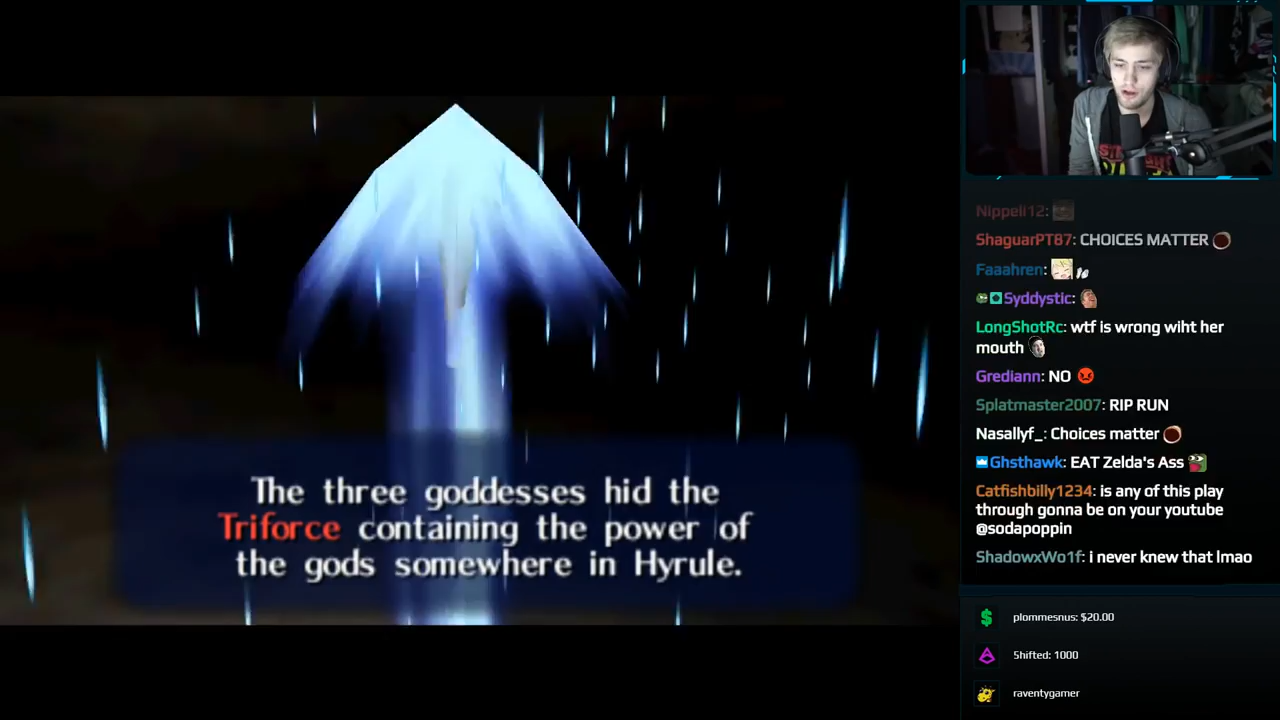 The three goddesses hid the
Triforce containing the power of
the gods somewhere in Hyrule.
Nippeli12:
ShaguarPT87: CHOICES MATTER
Faaahren:
Syddystic:
LongShotRc: wtf is wrong wiht her
mouth
Grediann: NO
Splatmaster2007: RIP RUN
Nasallyf_: Choices matter
Ghsthawk: EAT Zelda's Ass
Catfishbilly1234: is any of this play
through gonna be on your youtube
@sodapoppin
ShadowxWo1f: i never knew that lmao
plommesnus: $20.00
5hifted: 1000
raventygamer